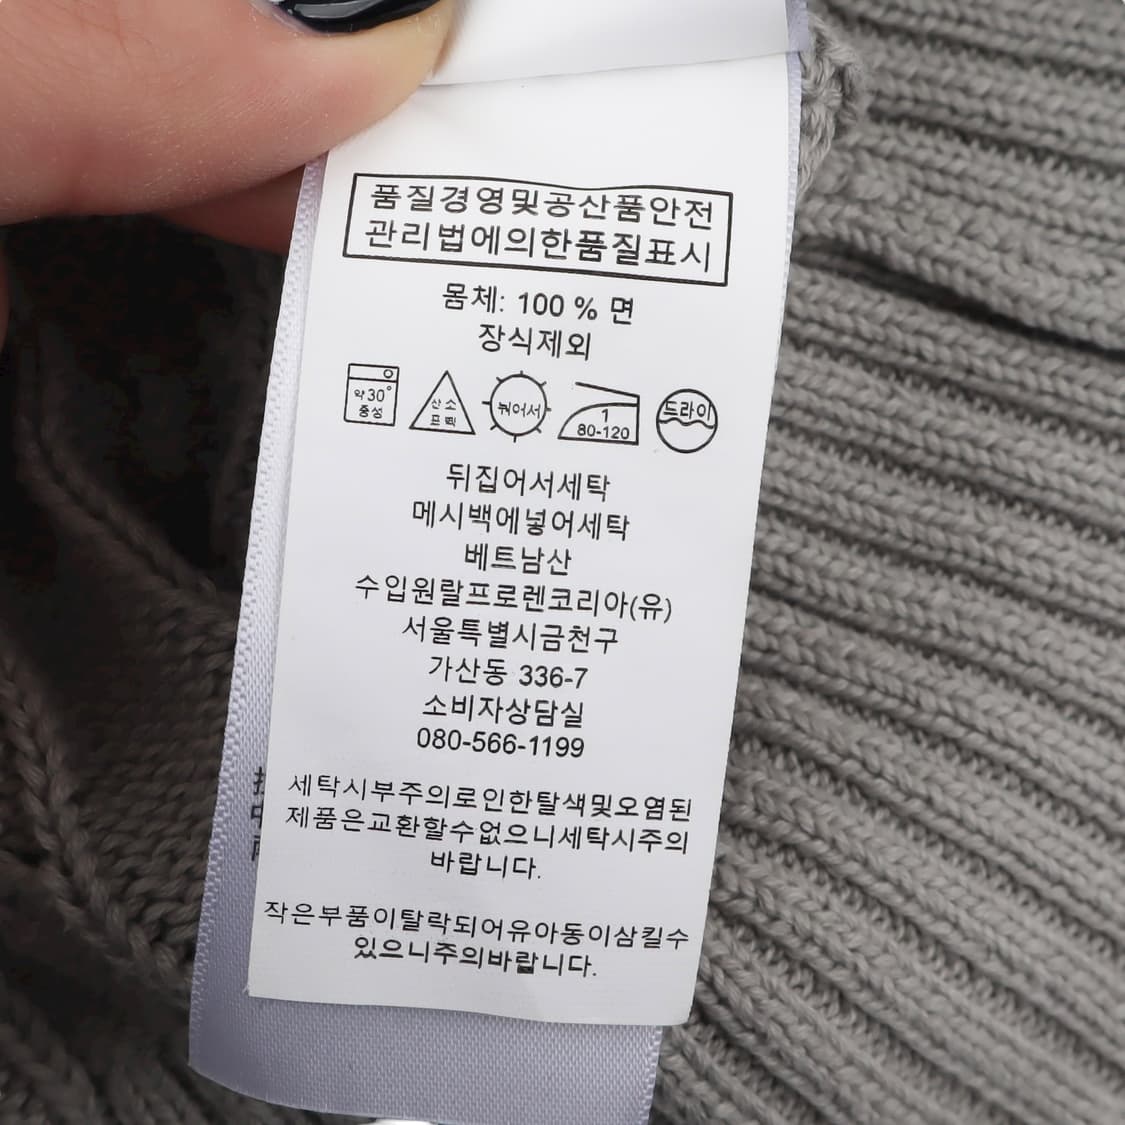 품질경영및공산품안전
관리법에의한품질표시
몸체: 100 % 면
장식제외
약30°
중성
산소
표백
뉘어서
1
80-120
드라이
뒤집어서세탁
메시백에넣어세탁
베트남산
수입원랄프로렌코리아(유)
서울특별시금천구
가산동 336-7
소비자상담실
080-566-1199
세탁시부주의로인한탈색및오염된
제품은교환할수없으니세탁시주의
바랍니다.
작은부품이탈락되어유아동이삼킬수
있으니주의바랍니다.